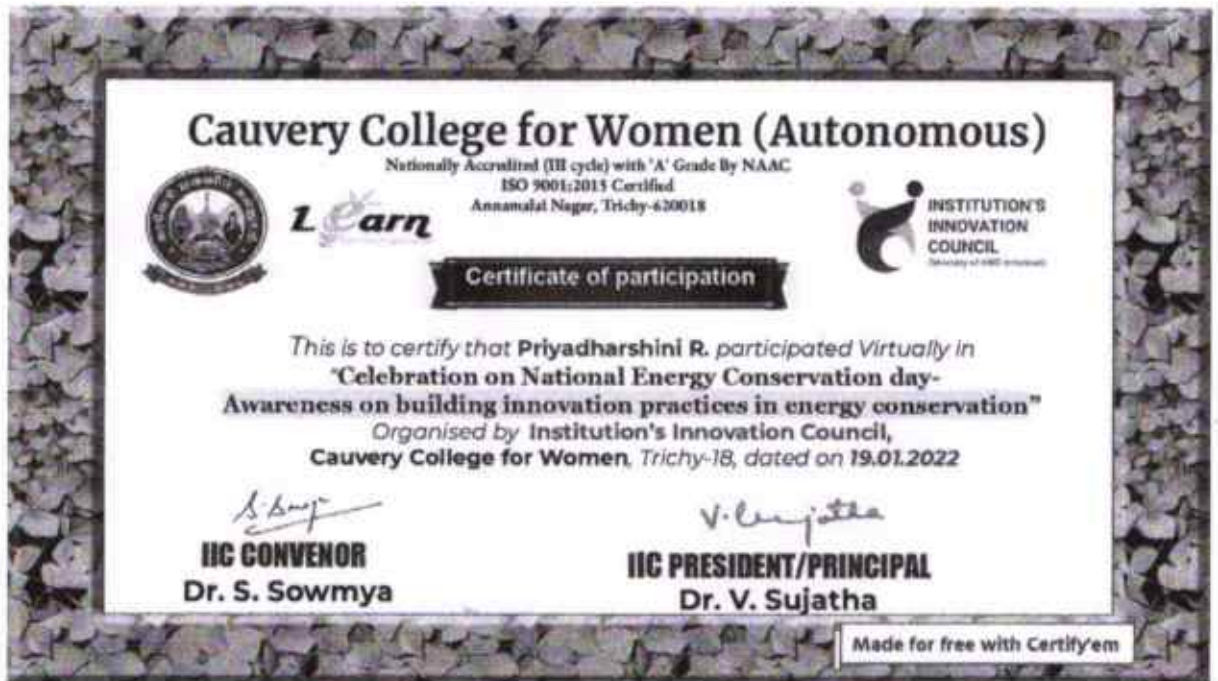 Cauvery College for Women (Autonomous)
Nationally Accredited (III cycle) with 'A' Grade By NAAC
ISO 9001:2015 Certified
Annamalai Nagar, Trichy-620018
Learn
INSTITUTION'S
INNOVATION
COUNCIL
Certificate of participation
This is to certify that Priyadharshini R. participated Virtually in
"Celebration on National Energy Conservation day-
Awareness on building innovation practices in energy conservation"
Organised by Institution's Innovation Council,
Cauvery College for Women, Trichy-18, dated on 19.01.2022
V. Sujatha
IIC CONVENOR
Dr. S. Sowmya
IIC PRESIDENT/PRINCIPAL
Dr. V. Sujatha
Made for free with Certify'em